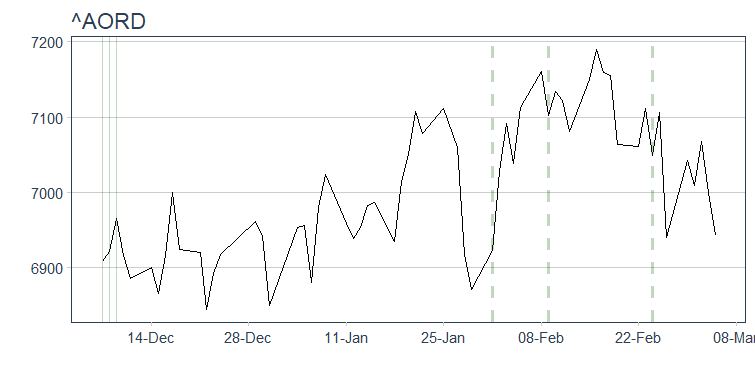 ^AORD
7200
7100
7000
6900
14-Dec
28-Dec
11-Jan
25-Jan
08-Feb
22-Feb
08-Mar